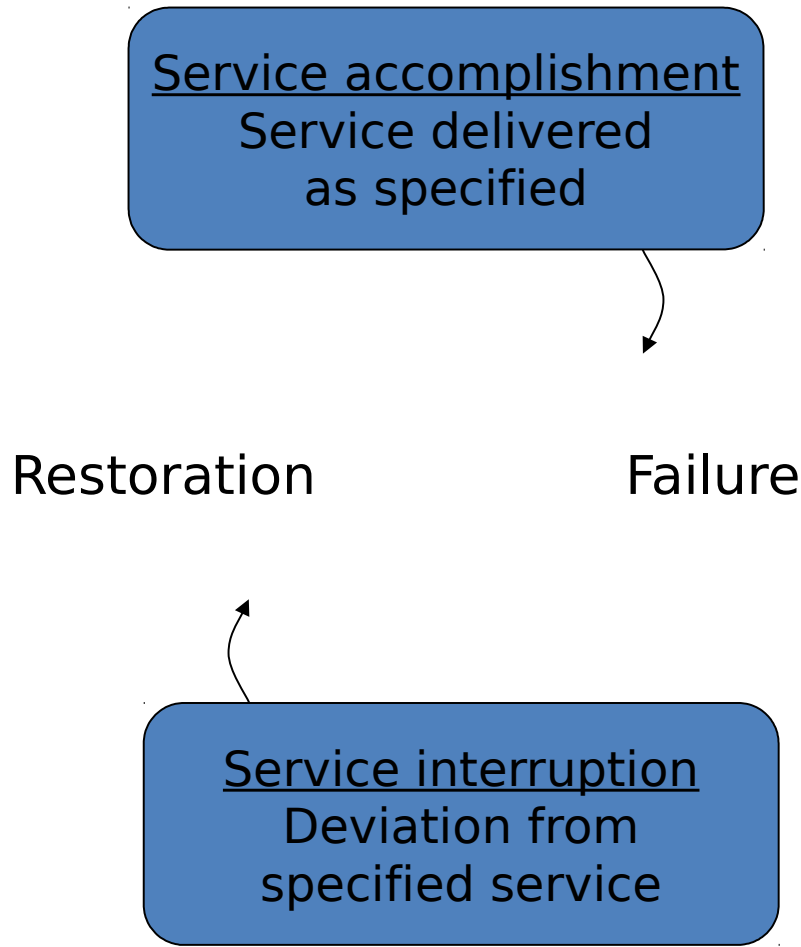 Service accomplishment
Service delivered
as specified
Restoration
Failure
Service interruption
Deviation from
specified service